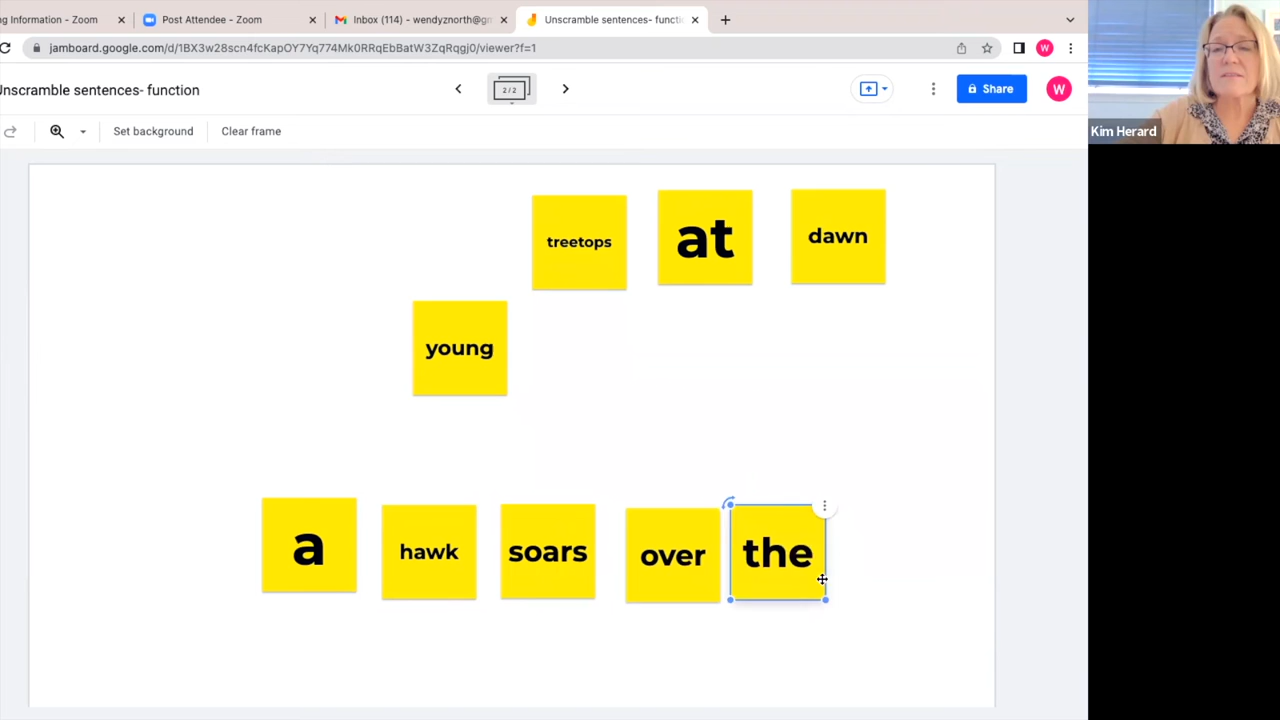 ng Information - Zoom
Post Attendee - Zoom
Inbox (114) - wendyznorth@gm
Unscramble sentences- functi
jamboard.google.com/d/1BX3w28scn4fcKapOY7Yq774Mk0RRqEbBatW3ZqRqgj0/viewer?f=1
W
Unscramble sentences- function
2/2
Share
W
Set background
Clear frame
Kim Herard
treetops
at
dawn
young
a
hawk
soars
over
the